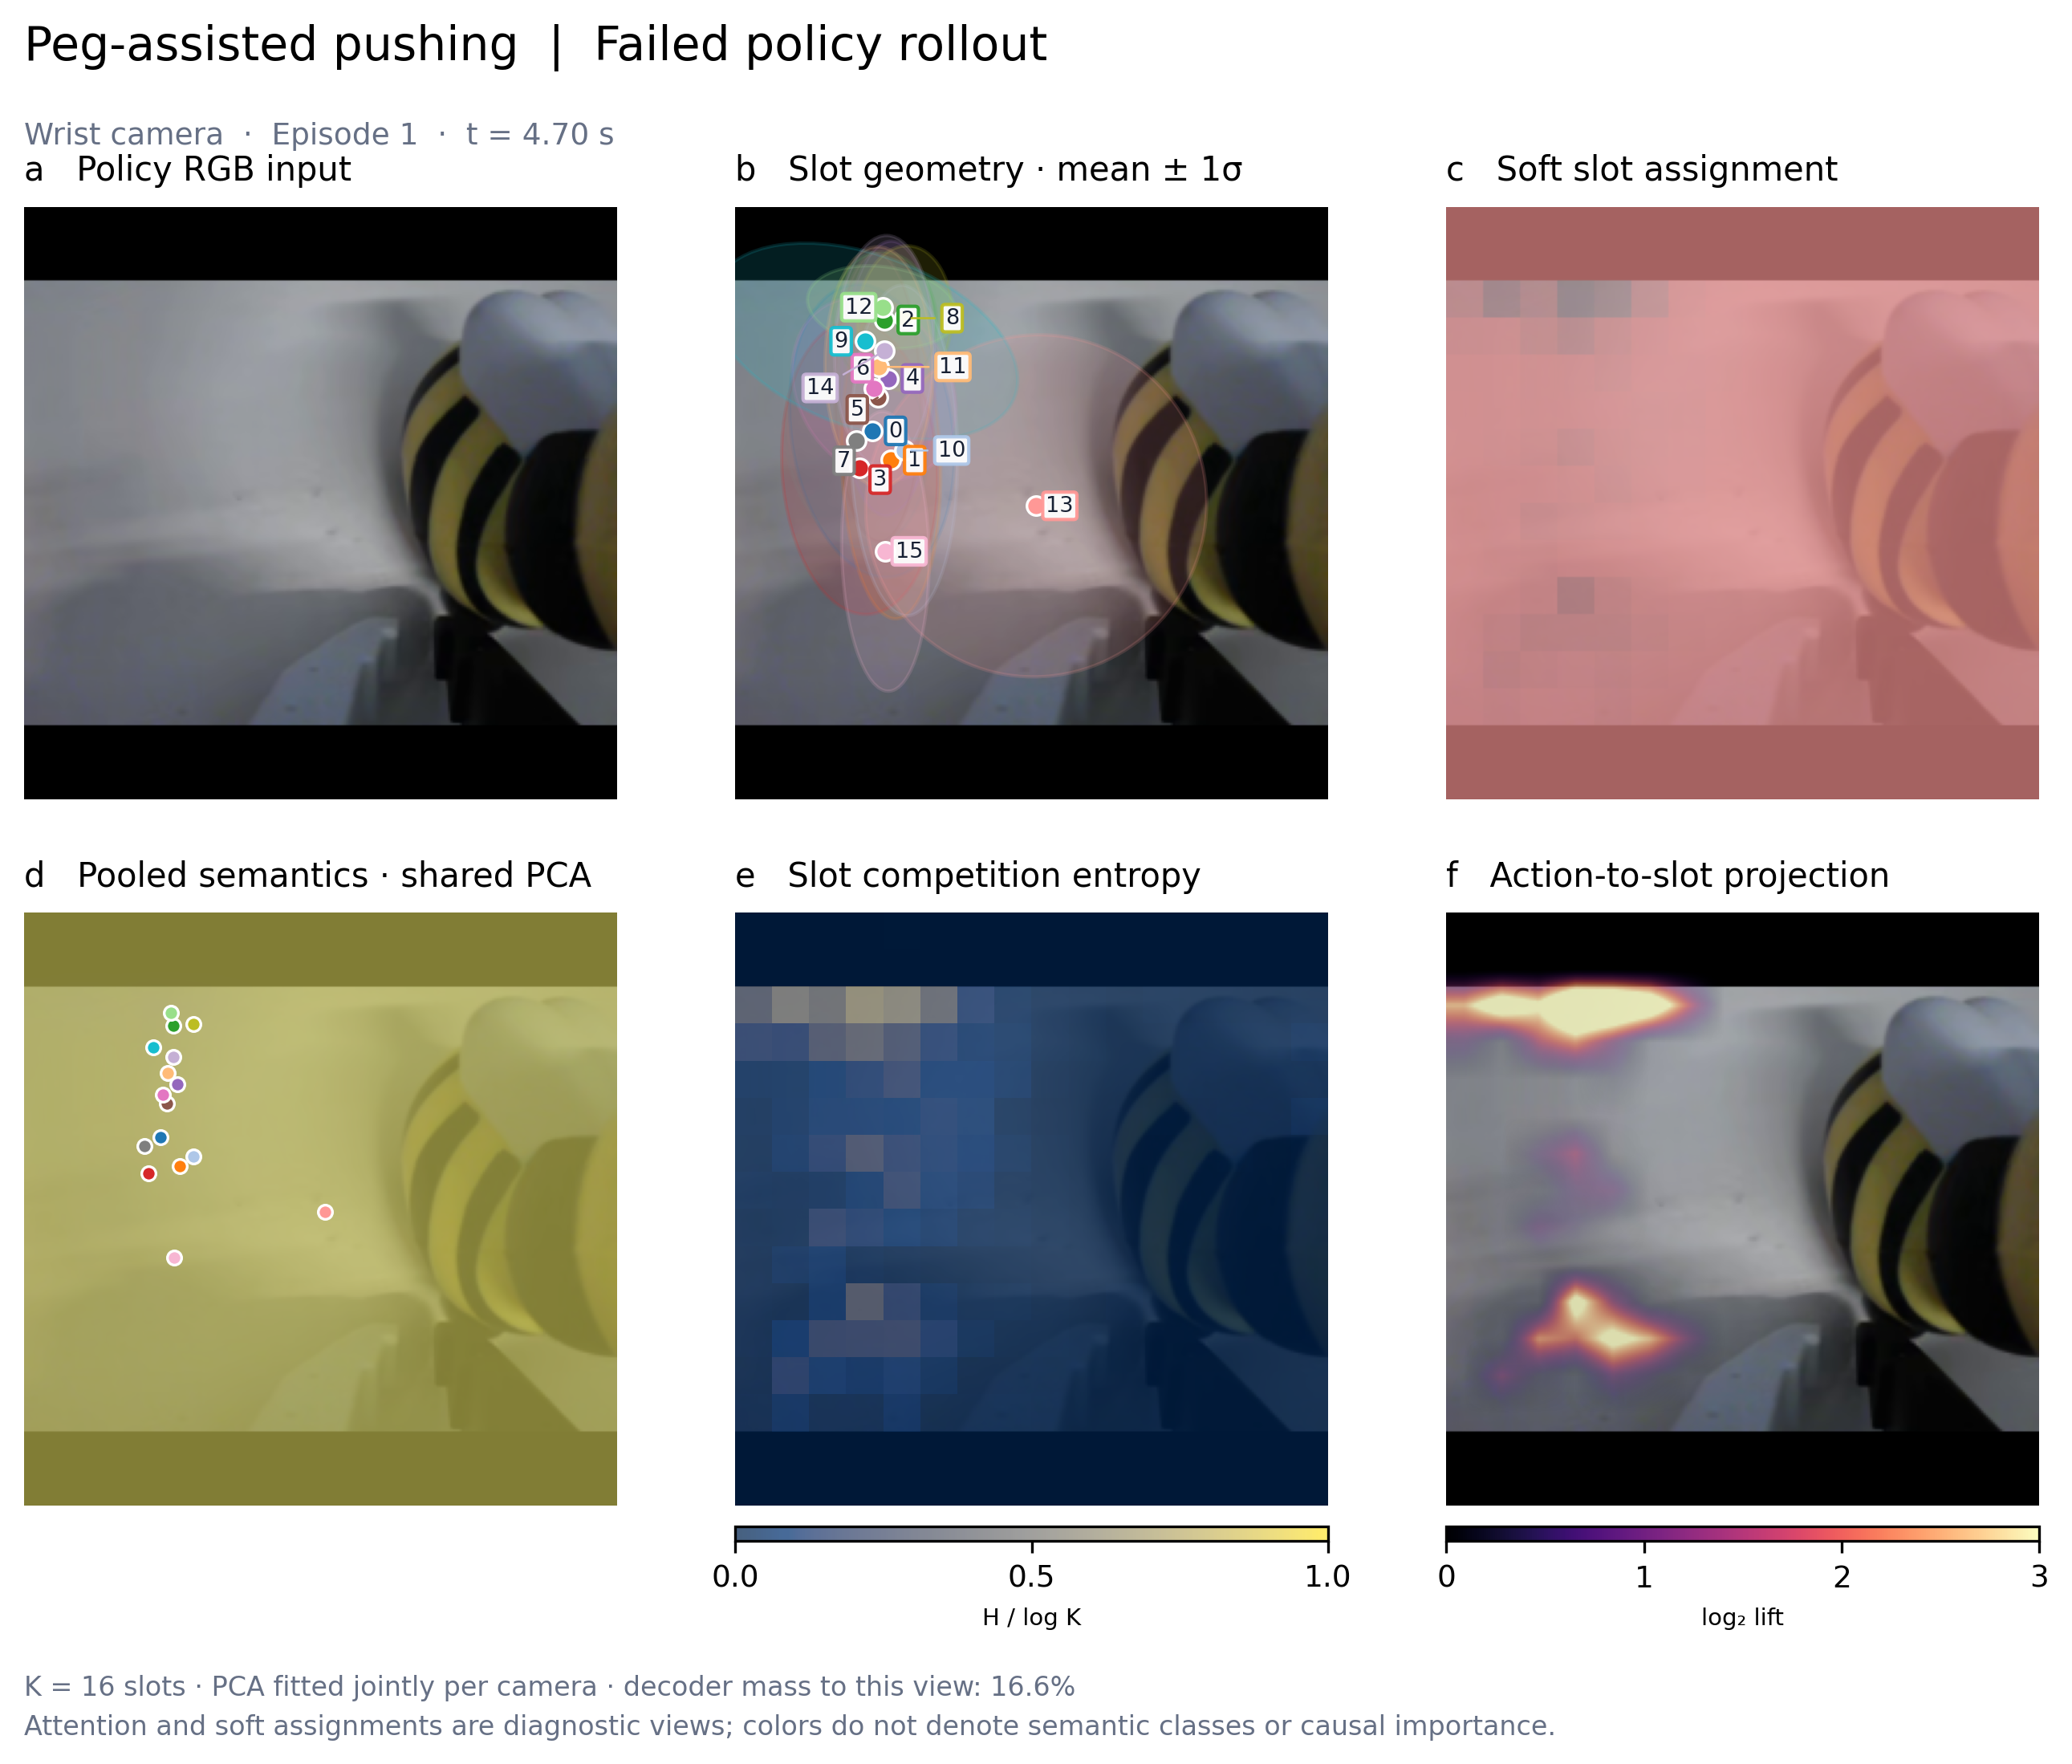 Peg-assisted pushing | Failed policy rollout
Wrist camera · Episode 1 · t = 4.70 s
a Policy RGB input
b Slot geometry · mean ± 1σ
c Soft slot assignment
12
2
8
9
6
11
14
4
5
0
7
1
10
3
13
15
d Pooled semantics · shared PCA
e Slot competition entropy
f Action-to-slot projection
0.0 0.5 1.0
H / log K
0 1 2 3
log₂ lift
K = 16 slots · PCA fitted jointly per camera · decoder mass to this view: 16.6%
Attention and soft assignments are diagnostic views; colors do not denote semantic classes or causal importance.